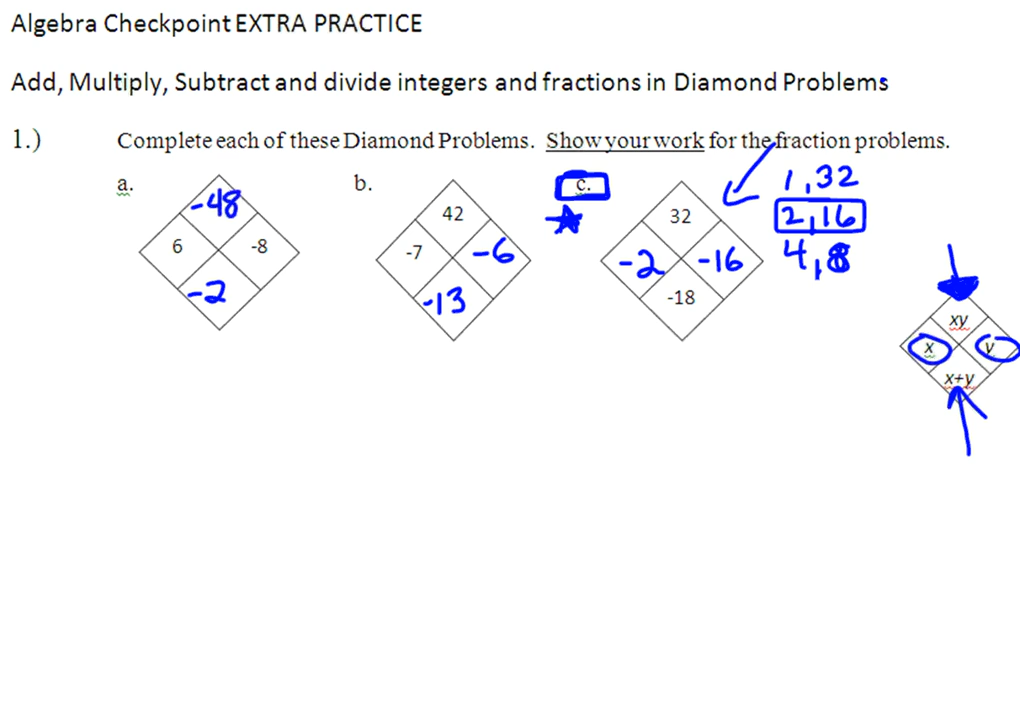 Algebra Checkpoint EXTRA PRACTICE
Add, Multiply, Subtract and divide integers and fractions in Diamond Problems
1.) Complete each of these Diamond Problems. Show your work for the fraction problems.
a. b. c. 1,32
-48 42 32 2,16
6 -8 -7 -6 -2 -16 4,8
-2 -13 -18
xy
x y
x+y